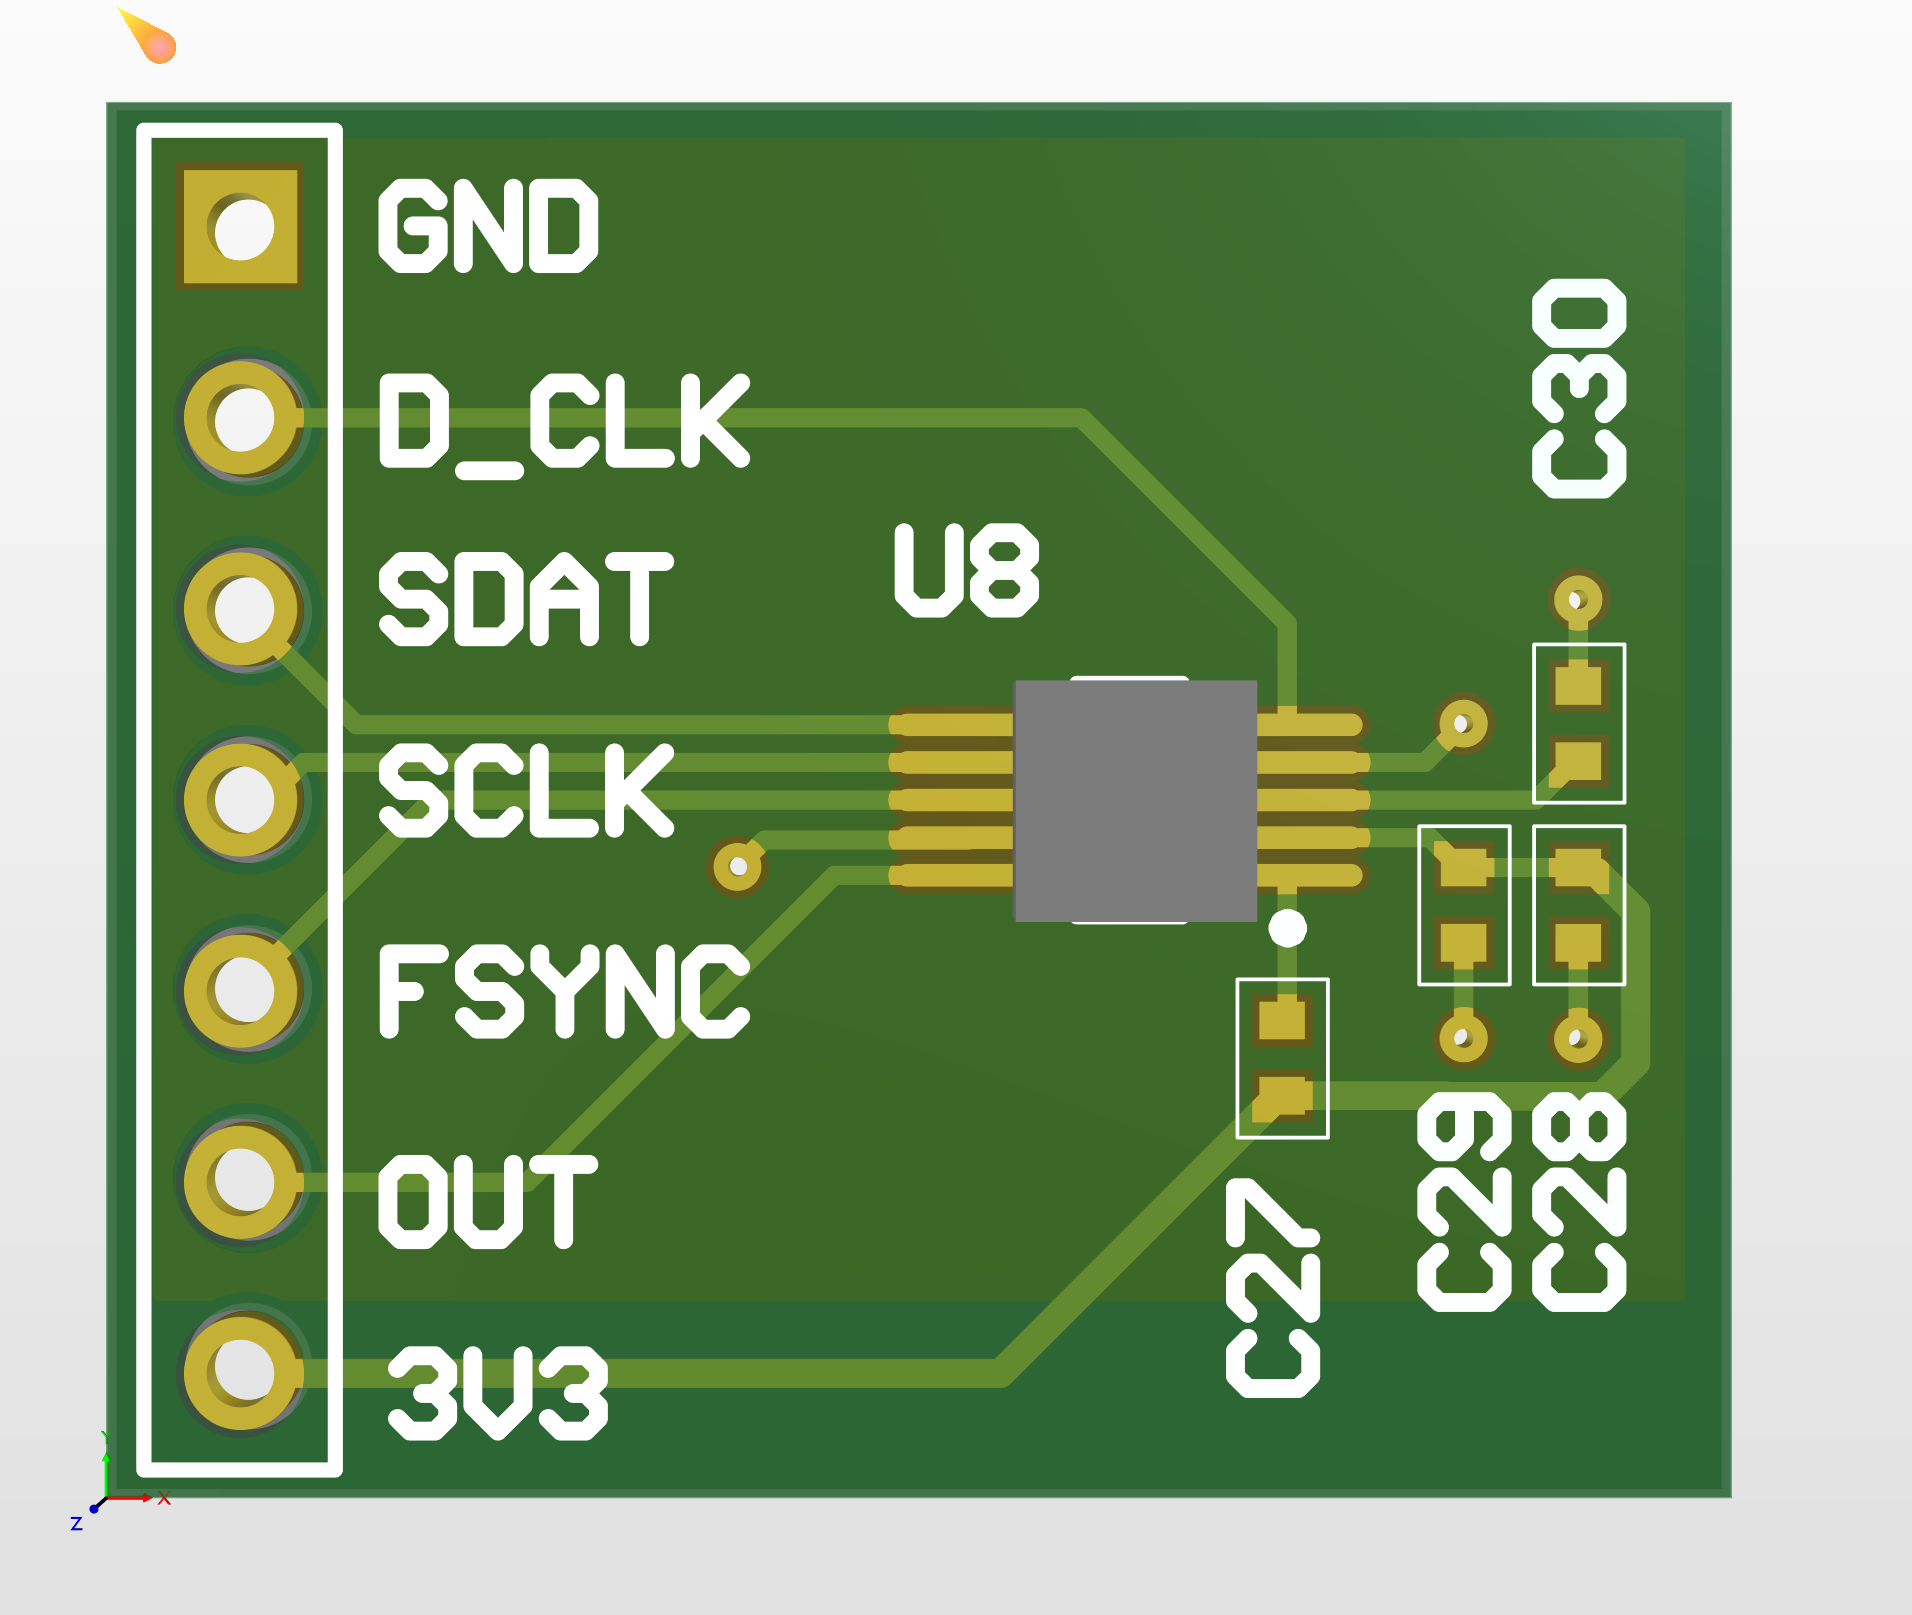 GND
D_CLK
C30
SDAT
U8
SCLK
FSYNC
OUT
C27
C29
C28
3V3
Y
X
Z